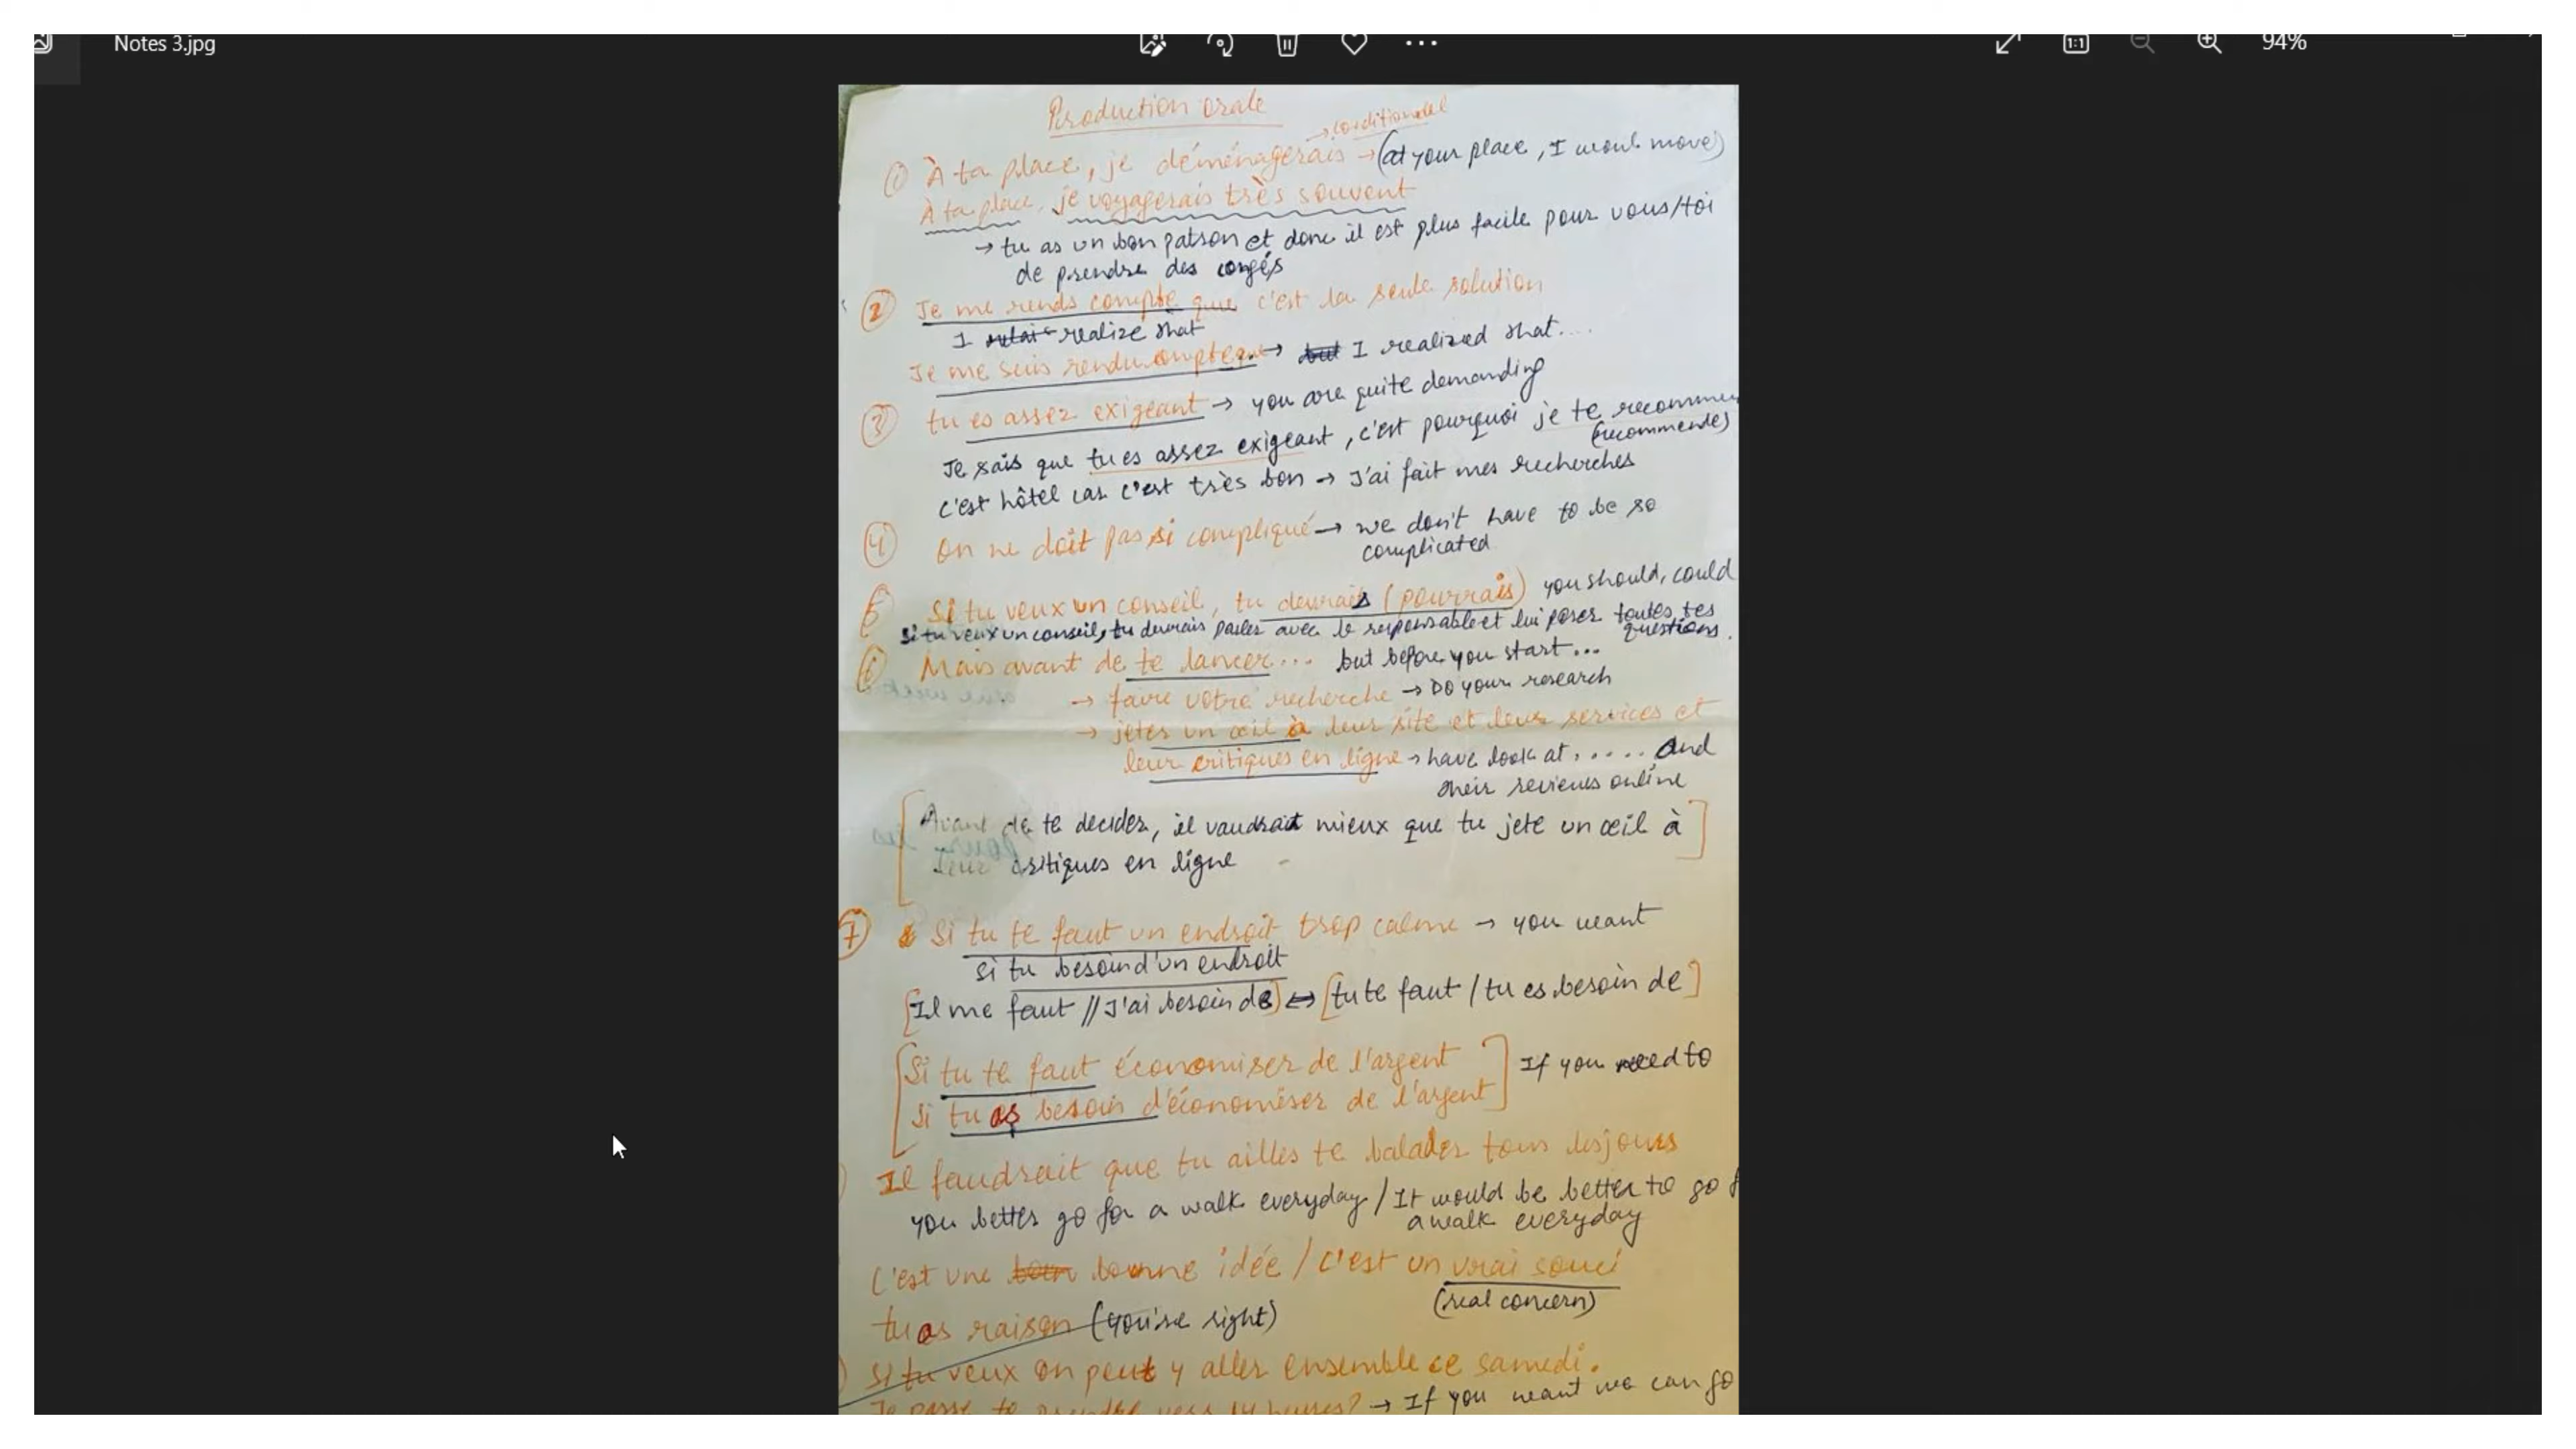 Notes 3.jpg
94%
Production orale
→ conditionnel
① À ta place, je déménagerais → (at your place, I woul move)
À ta place, je voyagerais très souvent
→ tu as un bon patron et donc il est plus facile pour vous/toi
de prendre des congés
② Je me rends compte que c'est la seule solution
I realize that
Je me suis rendu compte que → but I realized that....
③ tu es assez exigeant → you are quite demanding
Je sais que tu es assez exigeant, c'est pourquoi je te recommen
(recommende)
c'est hôtel car c'est très bon → J'ai fait mes recherches
④ On ne doit pas si compliqué → we don't have to be so
complicated
5 Si tu veux un conseil, tu devrais (pourrais) you should, could
si tu veux un conseil, tu devrais parler avec le responsable et lui poser toutes tes
questions.
⑥ Mais avant de te lancer... but before you start...
→ faire votre recherche → Do your research
→ jeter un œil à leur site et leur services et
leur critiques en ligne → have look at, ..... and
their reviews online
[Avant de te decider, il vaudrait mieux que tu jete un œil à]
leur critiques en ligne
⑦ Si tu te faut un endroit trop calme → you want
si tu besoin d'un endroit
[Il me faut // J'ai besoin de] ↔ [tu te faut / tu es besoin de]
[Si tu te faut économiser de l'argent] If you need to
Si tu as besoin d'économiser de l'argent]
Il faudrait que tu ailles te balader tous les jours
you better go for a walk everyday / It would be better to go f
a walk everyday
C'est une bonne idée / C'est un vrai souci
(real concern)
tu as raison (you're right)
) Si tu veux on peut y aller ensemble ce samedi.
Je passe te prendre vers 14 heures? → If you want we can go